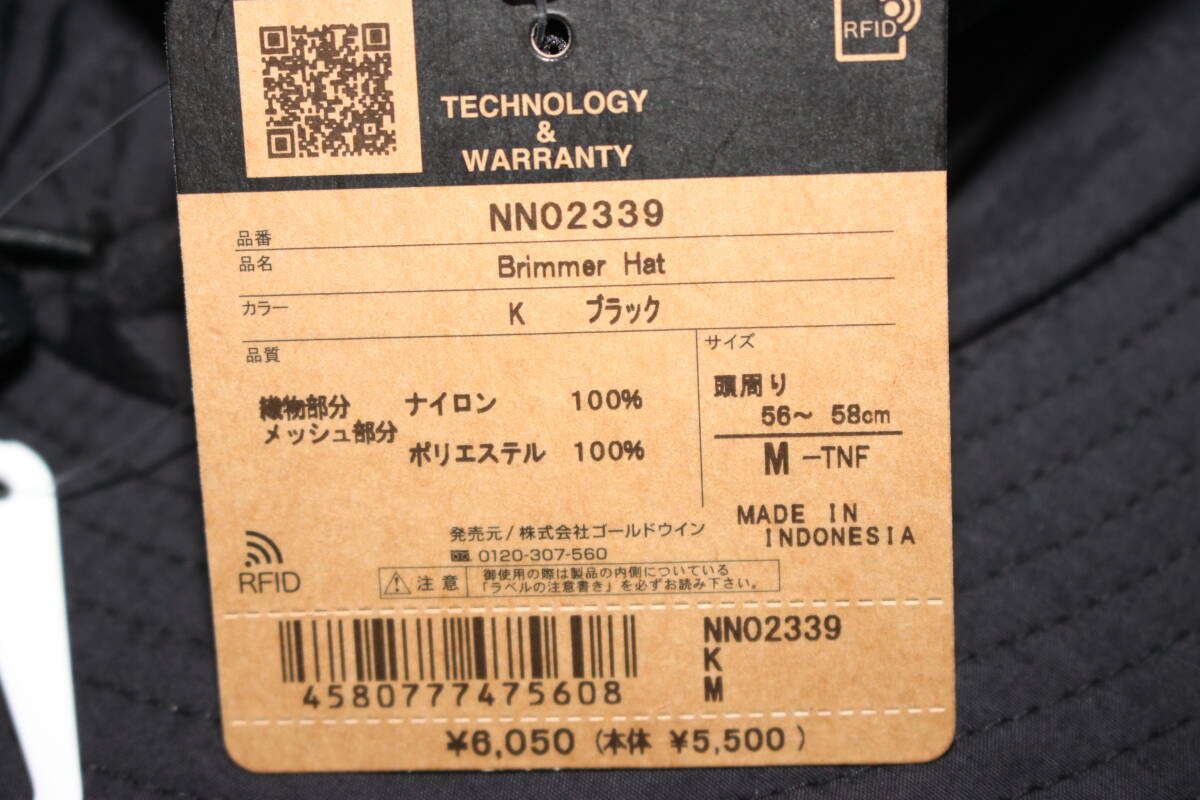 RFID
TECHNOLOGY
&
WARRANTY
品番 NN02339
品名 Brimmer Hat
カラー K ブラック
品質
織物部分 ナイロン 100%
メッシュ部分
ポリエステル 100%
サイズ
頭周り
56～ 58cm
M －TNF
MADE IN
INDONESIA
発売元/株式会社ゴールドウイン
0120-307-560
RFID
注意
御使用の際は製品の内側についている
「ラベルの注意書き」を必ずお読み下さい。
4580777475608
NN02339
K
M
¥6,050 (本体 ¥5,500 )